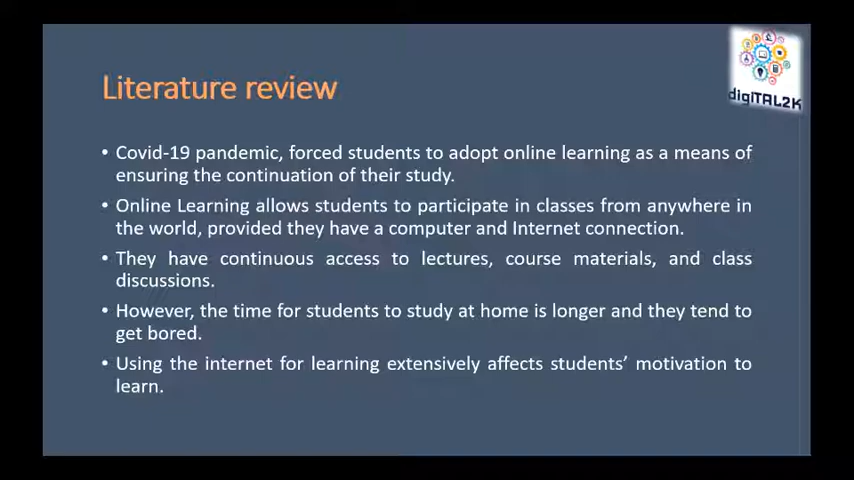 digITAL2K
Literature review
• Covid-19 pandemic, forced students to adopt online learning as a means of
ensuring the continuation of their study.
• Online Learning allows students to participate in classes from anywhere in
the world, provided they have a computer and Internet connection.
• They have continuous access to lectures, course materials, and class
discussions.
• However, the time for students to study at home is longer and they tend to
get bored.
• Using the internet for learning extensively affects students’ motivation to
learn.